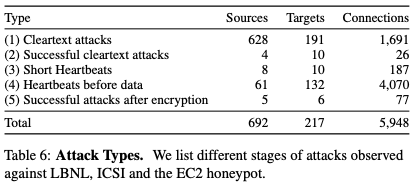 Type Sources Targets Connections
(1) Cleartext attacks 628 191 1,691
(2) Successful cleartext attacks 4 10 26
(3) Short Heartbeats 8 10 187
(4) Heartbeats before data 61 132 4,070
(5) Successful attacks after encryption 5 6 77
Total 692 217 5,948
Table 6: Attack Types. We list different stages of attacks observed
against LBNL, ICSI and the EC2 honeypot.